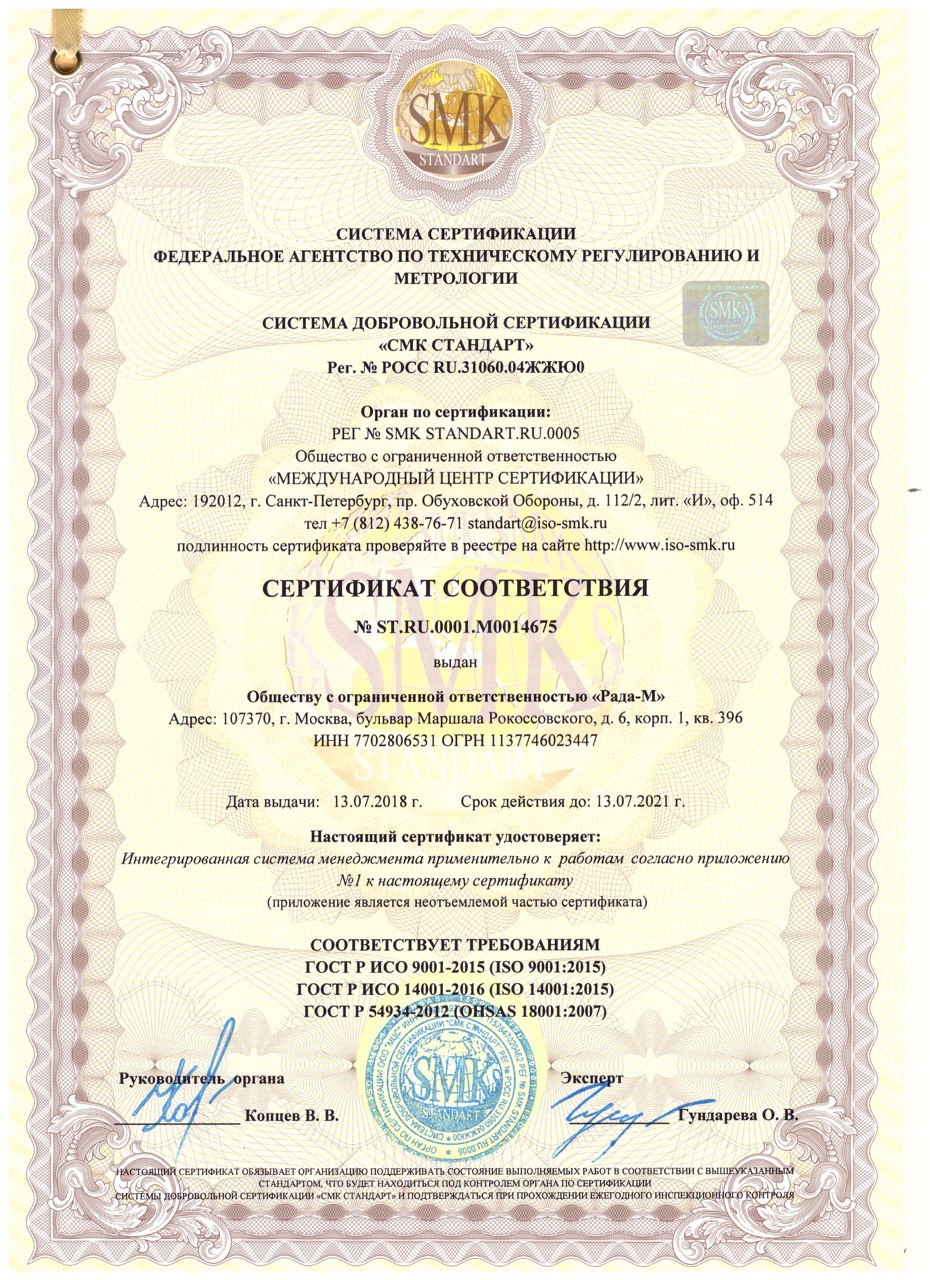 SMK
STANDART
СИСТЕМА СЕРТИФИКАЦИИ
ФЕДЕРАЛЬНОЕ АГЕНТСТВО ПО ТЕХНИЧЕСКОМУ РЕГУЛИРОВАНИЮ И
МЕТРОЛОГИИ
SMK
СИСТЕМА ДОБРОВОЛЬНОЙ СЕРТИФИКАЦИИ
«СМК СТАНДАРТ»
Рег. № РОСС RU.31060.04ЖЖЮ0
Орган по сертификации:
РЕГ № SMK STANDART.RU.0005
Общество с ограниченной ответственностью
«МЕЖДУНАРОДНЫЙ ЦЕНТР СЕРТИФИКАЦИИ»
Адрес: 192012, г. Санкт-Петербург, пр. Обуховской Обороны, д. 112/2, лит. «И», оф. 514
тел +7 (812) 438-76-71 standart@iso-smk.ru
подлинность сертификата проверяйте в реестре на сайте http://www.iso-smk.ru
СЕРТИФИКАТ СООТВЕТСТВИЯ
№ ST.RU.0001.M0014675
выдан
Обществу с ограниченной ответственностью «Рада-М»
Адрес: 107370, г. Москва, бульвар Маршала Рокоссовского, д. 6, корп. 1, кв. 396
ИНН 7702806531 ОГРН 1137746023447
SMK
STANDART
Дата выдачи: 13.07.2018 г. Срок действия до: 13.07.2021 г.
Настоящий сертификат удостоверяет:
Интегрированная система менеджмента применительно к работам согласно приложению
№1 к настоящему сертификату
(приложение является неотъемлемой частью сертификата)
СООТВЕТСТВУЕТ ТРЕБОВАНИЯМ
ГОСТ Р ИСО 9001-2015 (ISO 9001:2015)
ГОСТ Р ИСО 14001-2016 (ISO 14001:2015)
ГОСТ Р 54934-2012 (OHSAS 18001:2007)
Руководитель органа
Эксперт
SMK
STANDART
Копцев В. В.
Гундарева О. В.
НАСТОЯЩИЙ СЕРТИФИКАТ ОБЯЗЫВАЕТ ОРГАНИЗАЦИЮ ПОДДЕРЖИВАТЬ СОСТОЯНИЕ ВЫПОЛНЯЕМЫХ РАБОТ В СООТВЕТСТВИИ С ВЫШЕУКАЗАННЫМ
СТАНДАРТОМ, ЧТО БУДЕТ НАХОДИТЬСЯ ПОД КОНТРОЛЕМ ОРГАНА ПО СЕРТИФИКАЦИИ
СИСТЕМЫ ДОБРОВОЛЬНОЙ СЕРТИФИКАЦИИ «СМК СТАНДАРТ» И ПОДТВЕРЖДАТЬСЯ ПРИ ПРОХОЖДЕНИИ ЕЖЕГОДНОГО ИНСПЕКЦИОННОГО КОНТРОЛЯ